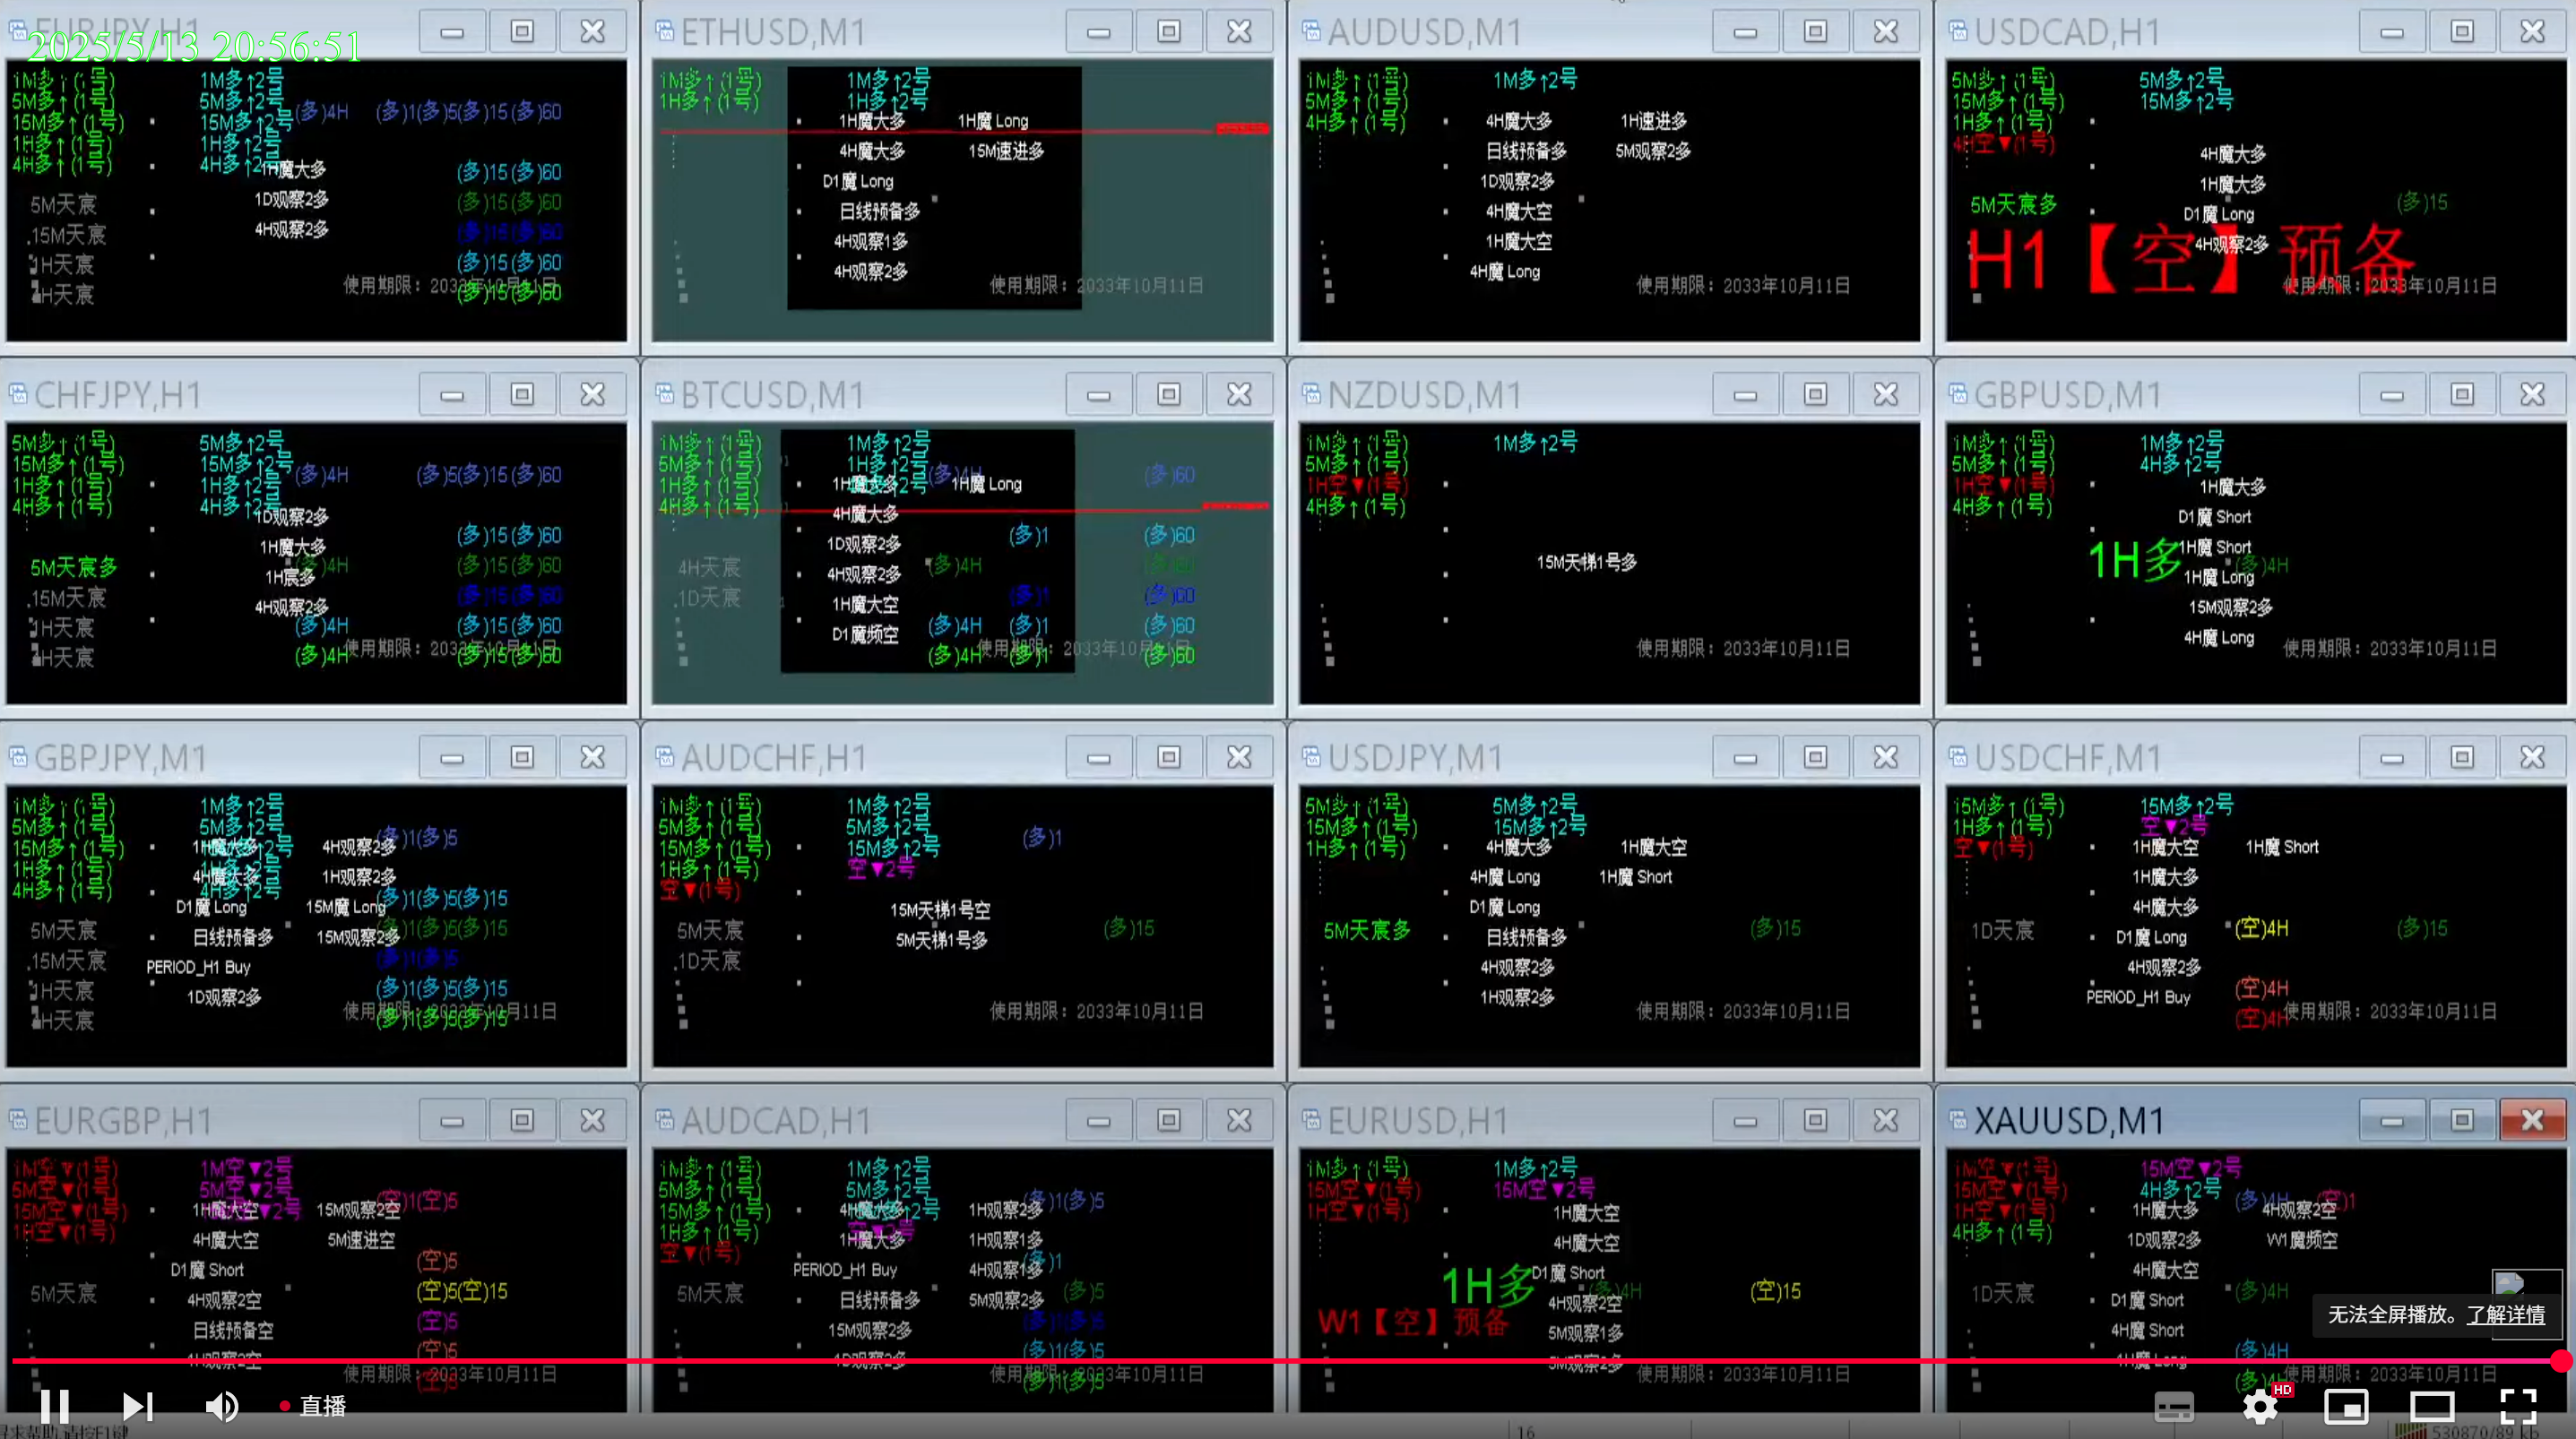 EURJPY,H1
2025/5/13 20:56:51
1M多↑(1号) 1M多↑2号
5M多↑(1号) 5M多↑2号 (多)4H (多)1(多)5(多)15(多)60
15M多↑(1号) 15M多↑2号
1H多↑(1号) 1H多↑2号
4H多↑(1号) 4H多↑2号
1H魔大多 (多)15(多)60
5M天宸 1D观察2多 (多)15(多)60
15M天宸 4H观察2多 (多)15(多)60
1H天宸 (多)15(多)60
4H天宸 (多)15(多)60
使用期限：2033年10月11日
ETHUSD,M1
1M多↑(1号) 1M多↑2号
1H多↑(1号) 1H多↑2号
1H魔大多 1H魔 Long
4H魔大多 15M速进多
D1魔 Long
日线预备多
4H观察1多
4H观察2多
使用期限：2033年10月11日
AUDUSD,M1
1M多↑(1号) 1M多↑2号
5M多↑(1号)
4H多↑(1号) 4H魔大多 1H速进多
日线预备多 5M观察2多
1D观察2多
4H魔大空
1H魔大空
4H魔 Long
使用期限：2033年10月11日
USDCAD,H1
5M多↑(1号) 5M多↑2号
15M多↑(1号) 15M多↑2号
1H多↑(1号)
4H空▼(1号)
4H魔大多
1H魔大多
5M天宸多 D1魔 Long (多)15
4H观察2多
H1【空】预备
使用期限：2033年10月11日
CHFJPY,H1
5M多↑(1号) 5M多↑2号
15M多↑(1号) 15M多↑2号 (多)4H (多)5(多)15(多)60
1H多↑(1号) 1H多↑2号
4H多↑(1号) 4H多↑2号
1D观察2多 (多)15(多)60
1H魔大多
5M天宸多 1H宸多 (多)4H (多)15(多)60
15M天宸 4H观察2多 (多)15(多)60
1H天宸 (多)4H (多)15(多)60
4H天宸 (多)4H (多)15(多)60
使用期限：2033年10月11日
BTCUSD,M1
1M多↑(1号) 1M多↑2号
5M多↑(1号) 1H多↑2号 (多)4H (多)60
1H多↑(1号) 4H多↑2号
4H多↑(1号)
1H魔大多 1H魔 Long
4H魔大多
1D观察2多 (多)1 (多)60
4H天宸 4H观察2多 (多)4H (多)60
1D天宸 1H魔大空 (多)1 (多)60
D1魔频空 (多)4H (多)1 (多)60
(多)4H (多)1 (多)60
使用期限：2033年10月11日
NZDUSD,M1
1M多↑(1号) 1M多↑2号
5M多↑(1号)
1H空▼(1号)
4H多↑(1号)
15M天梯1号多
使用期限：2033年10月11日
GBPUSD,M1
1M多↑(1号) 1M多↑2号
5M多↑(1号) 4H多↑2号
1H空▼(1号) 1H魔大多
4H多↑(1号) D1魔 Short
1H多 1H魔 Short
(多)4H
1H魔 Long
15M观察2多
4H魔 Long
使用期限：2033年10月11日
GBPJPY,M1
1M多↑(1号) 1M多↑2号
5M多↑(1号) 5M多↑2号 (多)1(多)5
15M多↑(1号) 15M多↑2号
1H多↑(1号) 1H多↑2号
4H多↑(1号) 4H多↑2号
1H魔大多 4H观察2多
4H魔大多 1H观察2多
D1魔 Long 15M魔 Long (多)1(多)5(多)15
5M天宸 日线预备多 15M观察2多 (多)1(多)5(多)15
15M天宸 PERIOD_H1 Buy (多)1(多)5
1H天宸 1D观察2多 (多)1(多)5(多)15
4H天宸 (多)1(多)5(多)15
使用期限：2033年10月11日
AUDCHF,H1
1M多↑(1号) 1M多↑2号
5M多↑(1号) 5M多↑2号 (多)1
15M多↑(1号) 15M多↑2号
1H多↑(1号) 空▼2号
空▼(1号)
15M天梯1号空
5M天宸 5M天梯1号多 (多)15
1D天宸
使用期限：2033年10月11日
USDJPY,M1
5M多↑(1号) 5M多↑2号
15M多↑(1号) 15M多↑2号
1H多↑(1号) 4H魔大多 1H魔大空
4H魔 Long 1H魔 Short
D1魔 Long
5M天宸多 日线预备多 (多)15
4H观察2多
1H观察2多
使用期限：2033年10月11日
USDCHF,M1
15M多↑(1号) 15M多↑2号
1H多↑(1号) 空▼2号
空▼(1号) 1H魔大空 1H魔 Short
1H魔大多
4H魔大多
1D天宸 D1魔 Long (空)4H (多)15
4H观察2多
PERIOD_H1 Buy (空)4H
(空)4H
使用期限：2033年10月11日
EURGBP,H1
1M空▼(1号) 1M空▼2号
5M空▼(1号) 5M空▼2号 (空)1(空)5
15M空▼(1号) 15M空▼2号
1H空▼(1号)
1H魔大空 15M观察2空
4H魔大空 5M速进空
D1魔 Short (空)5
5M天宸 4H观察2空 (空)5(空)15
日线预备空 (空)5
(空)5
使用期限：2033年10月11日
AUDCAD,H1
1M多↑(1号) 1M多↑2号
5M多↑(1号) 5M多↑2号 (多)1(多)5
15M多↑(1号) 15M多↑2号
1H多↑(1号) 空▼2号
空▼(1号)
4H魔大多 1H观察2多
1H魔大多 1H观察1多
PERIOD_H1 Buy 4H观察1多 (多)1
5M天宸 日线预备多 5M观察2多 (多)5
15M观察2多 (多)1(多)5
1D观察2多 (多)1(多)5
(多)1(多)5
使用期限：2033年10月11日
EURUSD,H1
1M多↑(1号) 1M多↑2号
15M空▼(1号) 15M空▼2号
1H空▼(1号) 1H魔大空
4H魔大空
1H多 D1魔 Short
(多)4H (空)15
4H观察2空
W1【空】预备 5M观察1多
5M观察2多
使用期限：2033年10月11日
XAUUSD,M1
1M空▼(1号) 15M空▼2号
15M空▼(1号) 4H多↑2号 (多)4H (空)1
1H空▼(1号) 1H魔大多 4H观察2空
4H多↑(1号) 1D观察2多 W1魔频空
4H魔大空
1D天宸 D1魔 Short (多)4H
4H魔 Short
1H魔 Long (多)4H
使用期限：2033年10月11日
无法全屏播放。了解详情
直播
HD
16
530870/89 kb